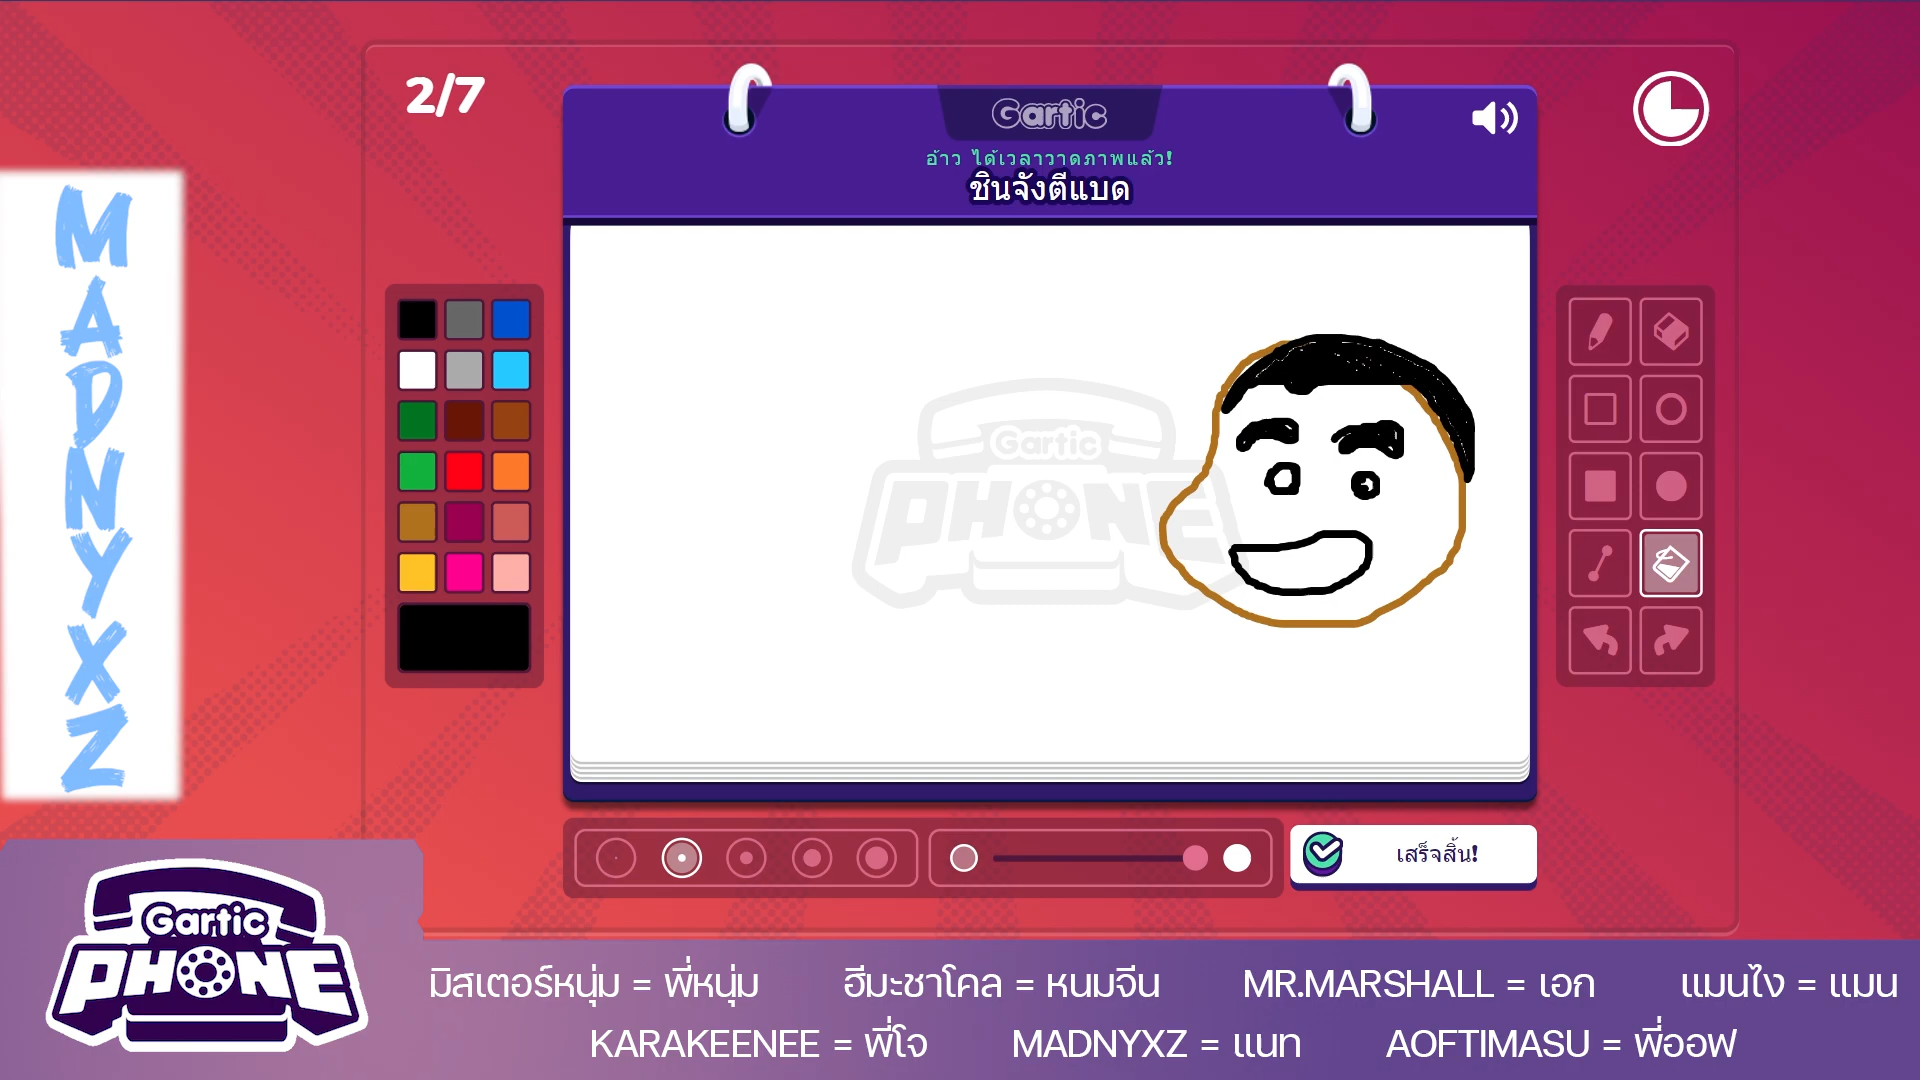 2/7
Gartic
อ้าว ได้เวลาวาดภาพแล้ว!
ชินจังตีแบด
MADNYXZ
Gartic
PHONE
เสร็จสิ้น!
Gartic
PHONE
มิสเตอร์หนุ่ม = พี่หนุ่ม ฮีมะชาโคล = หนมจีน MR.MARSHALL = เอก แมนไง = แมน
KARAKEENEE = พี่โจ MADNYXZ = แนท AOFTIMASU = พี่ออฟ